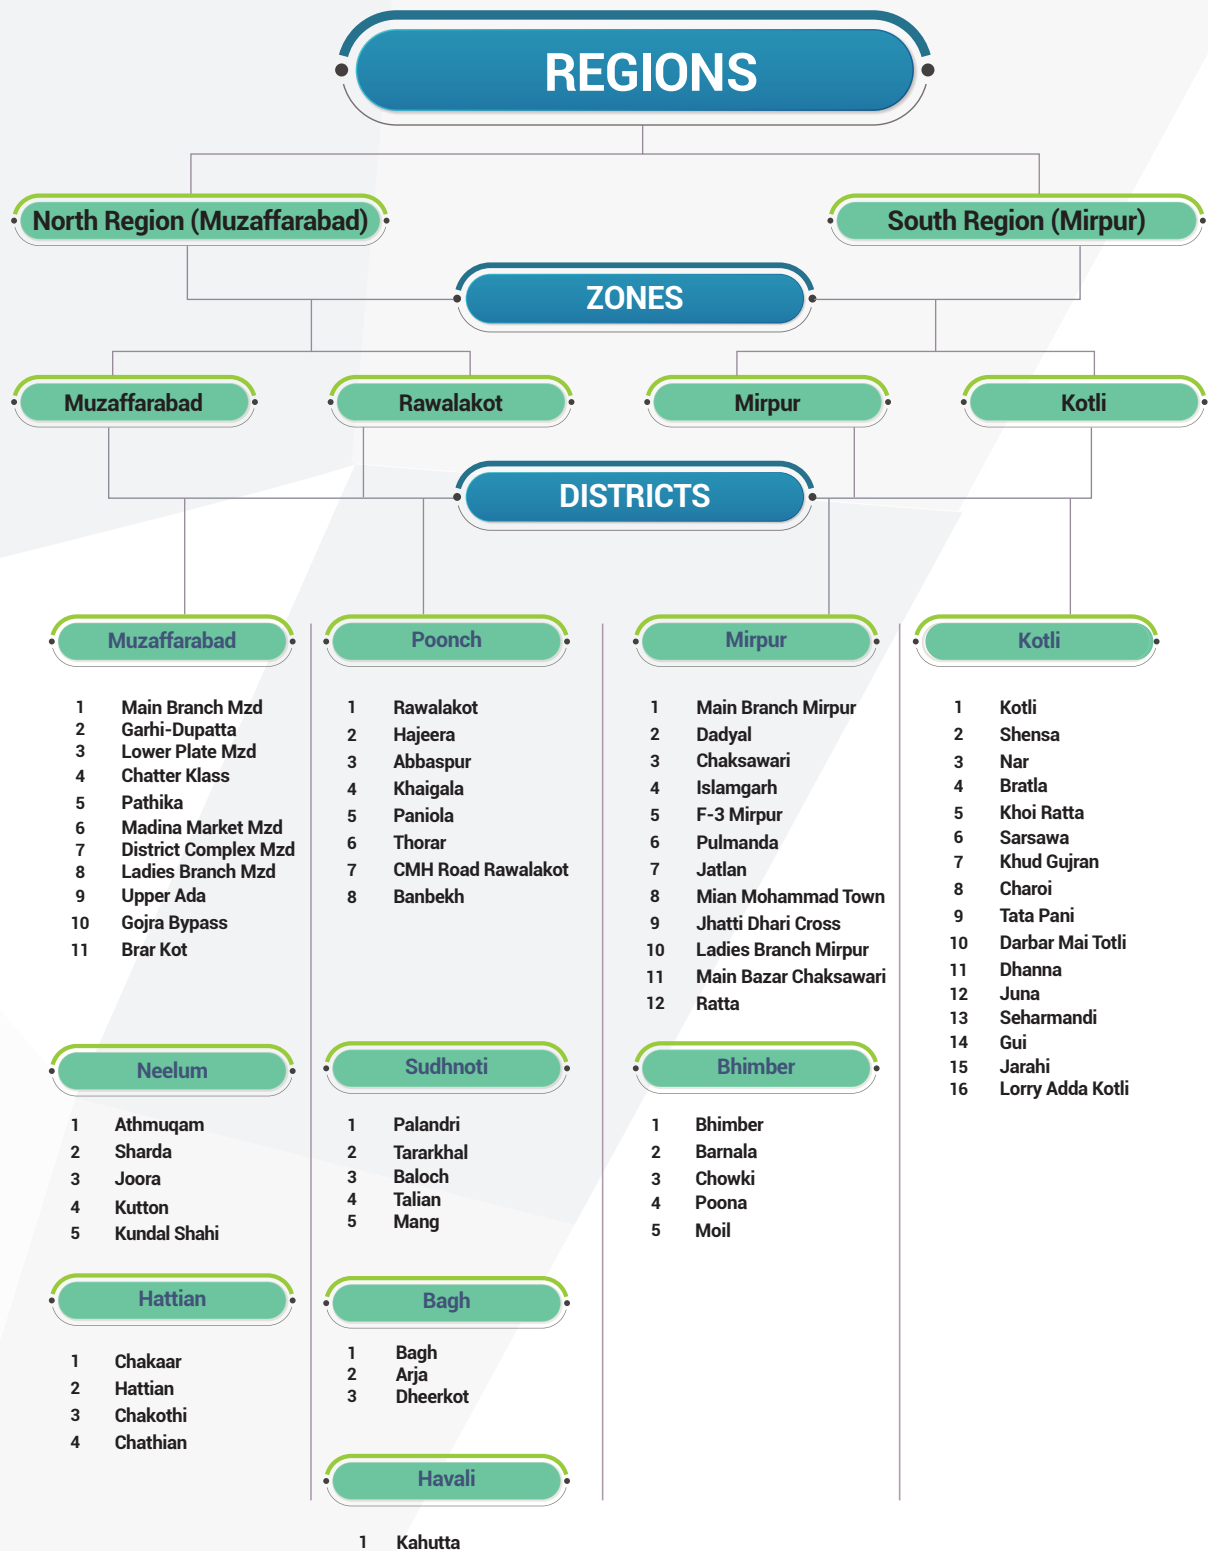 REGIONS
North Region (Muzaffarabad)
South Region (Mirpur)
ZONES
Muzaffarabad
Rawalakot
Mirpur
Kotli
DISTRICTS
Muzaffarabad
1 Main Branch Mzd
2 Garhi-Dupatta
3 Lower Plate Mzd
4 Chatter Klass
5 Pathika
6 Madina Market Mzd
7 District Complex Mzd
8 Ladies Branch Mzd
9 Upper Ada
10 Gojra Bypass
11 Brar Kot
Neelum
1 Athmuqam
2 Sharda
3 Joora
4 Kutton
5 Kundal Shahi
Hattian
1 Chakaar
2 Hattian
3 Chakothi
4 Chathian
Poonch
1 Rawalakot
2 Hajeera
3 Abbaspur
4 Khaigala
5 Paniola
6 Thorar
7 CMH Road Rawalakot
8 Banbekh
Sudhnoti
1 Palandri
2 Tararkhal
3 Baloch
4 Talian
5 Mang
Bagh
1 Bagh
2 Arja
3 Dheerkot
Havali
1 Kahutta
Mirpur
1 Main Branch Mirpur
2 Dadyal
3 Chaksawari
4 Islamgarh
5 F-3 Mirpur
6 Pulmanda
7 Jatlan
8 Mian Mohammad Town
9 Jhatti Dhari Cross
10 Ladies Branch Mirpur
11 Main Bazar Chaksawari
12 Ratta
Bhimber
1 Bhimber
2 Barnala
3 Chowki
4 Poona
5 Moil
Kotli
1 Kotli
2 Shensa
3 Nar
4 Bratla
5 Khoi Ratta
6 Sarsawa
7 Khud Gujran
8 Charoi
9 Tata Pani
10 Darbar Mai Totli
11 Dhanna
12 Juna
13 Seharmandi
14 Gui
15 Jarahi
16 Lorry Adda Kotli